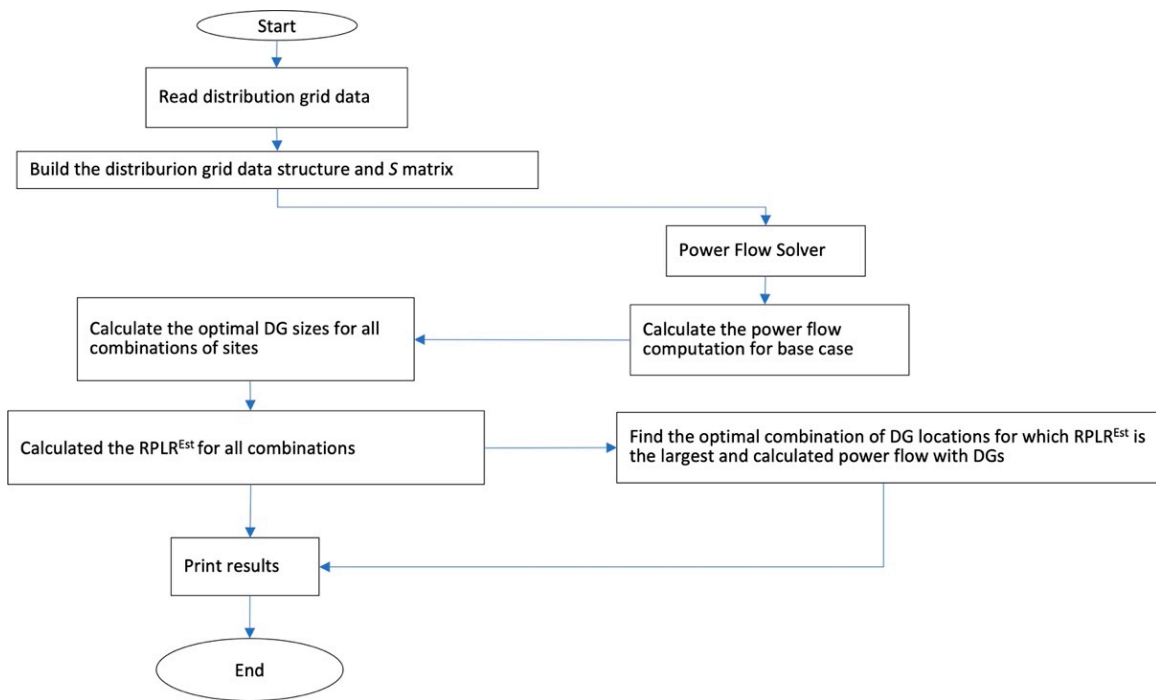 Start
Read distribution grid data
Build the distriburion grid data structure and S matrix
Power Flow Solver
Calculate the power flow
computation for base case
Calculate the optimal DG sizes for all
combinations of sites
Calculated the RPLR^Est for all combinations
Find the optimal combination of DG locations for which RPLR^Est is
the largest and calculated power flow with DGs
Print results
End